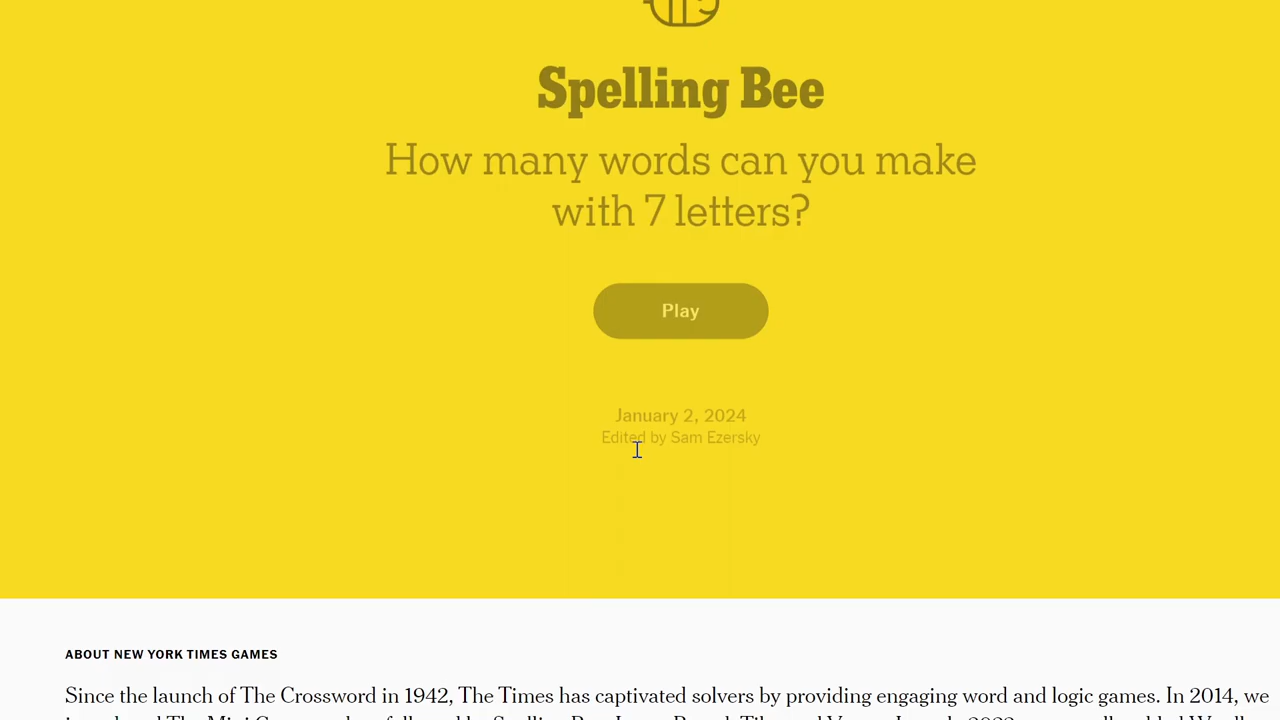 Spelling Bee
How many words can you make
with 7 letters?
Play
January 2, 2024
Edited by Sam Ezersky
ABOUT NEW YORK TIMES GAMES
Since the launch of The Crossword in 1942, The Times has captivated solvers by providing engaging word and logic games. In 2014, we